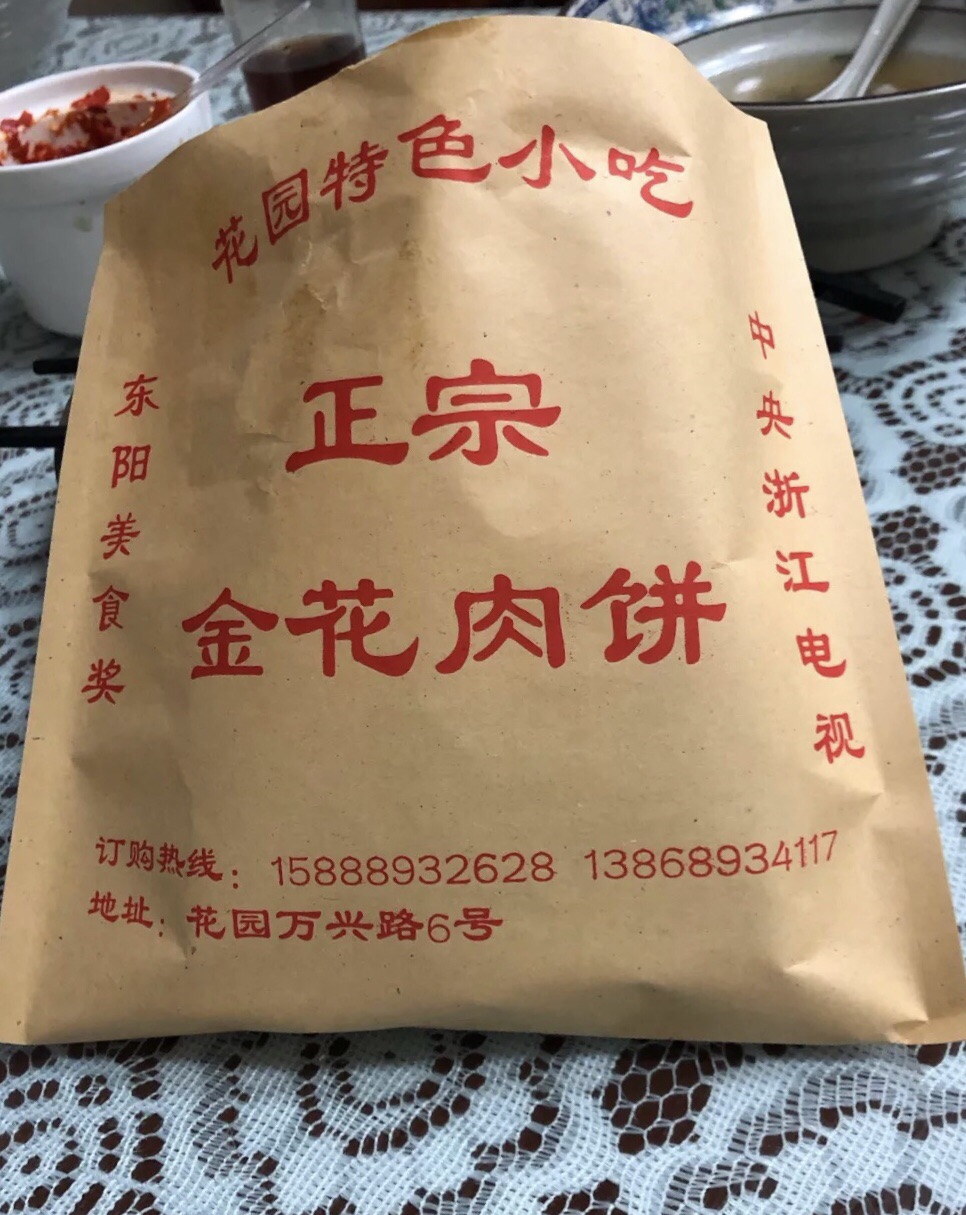 花园特色小吃
东阳美食奖
正宗
金花肉饼
中央浙江电视
订购热线：15888932628 13868934117
地址：花园万兴路6号